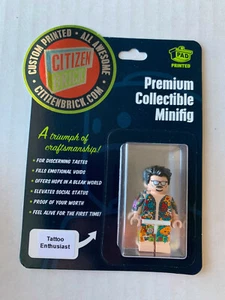 CUSTOM PRINTED • ALL AWESOME •
CITIZEN
BRICK
CITIZENBRICK.COM
PAD
PRINTED
Premium
Collectible
Minifig
A triumph of
craftsmanship!
• FOR DISCERNING TASTES
• FILLS EMOTIONAL VOIDS
• OFFERS HOPE IN A BLEAK WORLD
• ELEVATES SOCIAL STATUS
• PROOF OF YOUR WORTH
• FEEL ALIVE FOR THE FIRST TIME!
Tattoo
Enthusiast